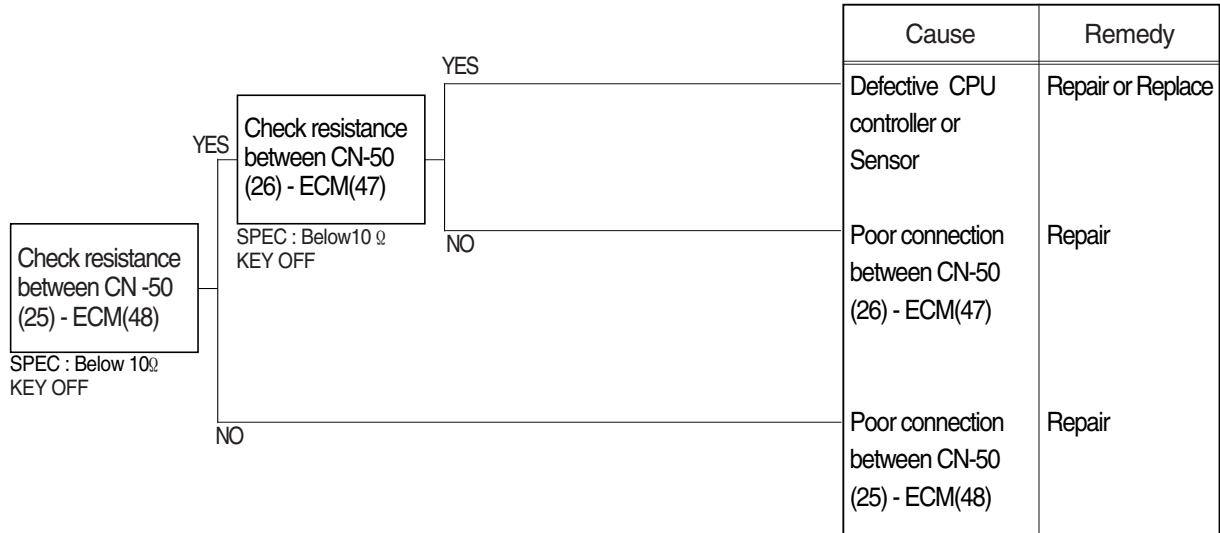 Cause
Remedy
YES
Defective CPU
controller or
Sensor
Repair or Replace
YES
Check resistance
between CN-50
(26) - ECM(47)
SPEC : Below10 Ω
KEY OFF
NO
Poor connection
between CN-50
(26) - ECM(47)
Repair
Check resistance
between CN -50
(25) - ECM(48)
SPEC : Below 10Ω
KEY OFF
NO
Poor connection
between CN-50
(25) - ECM(48)
Repair